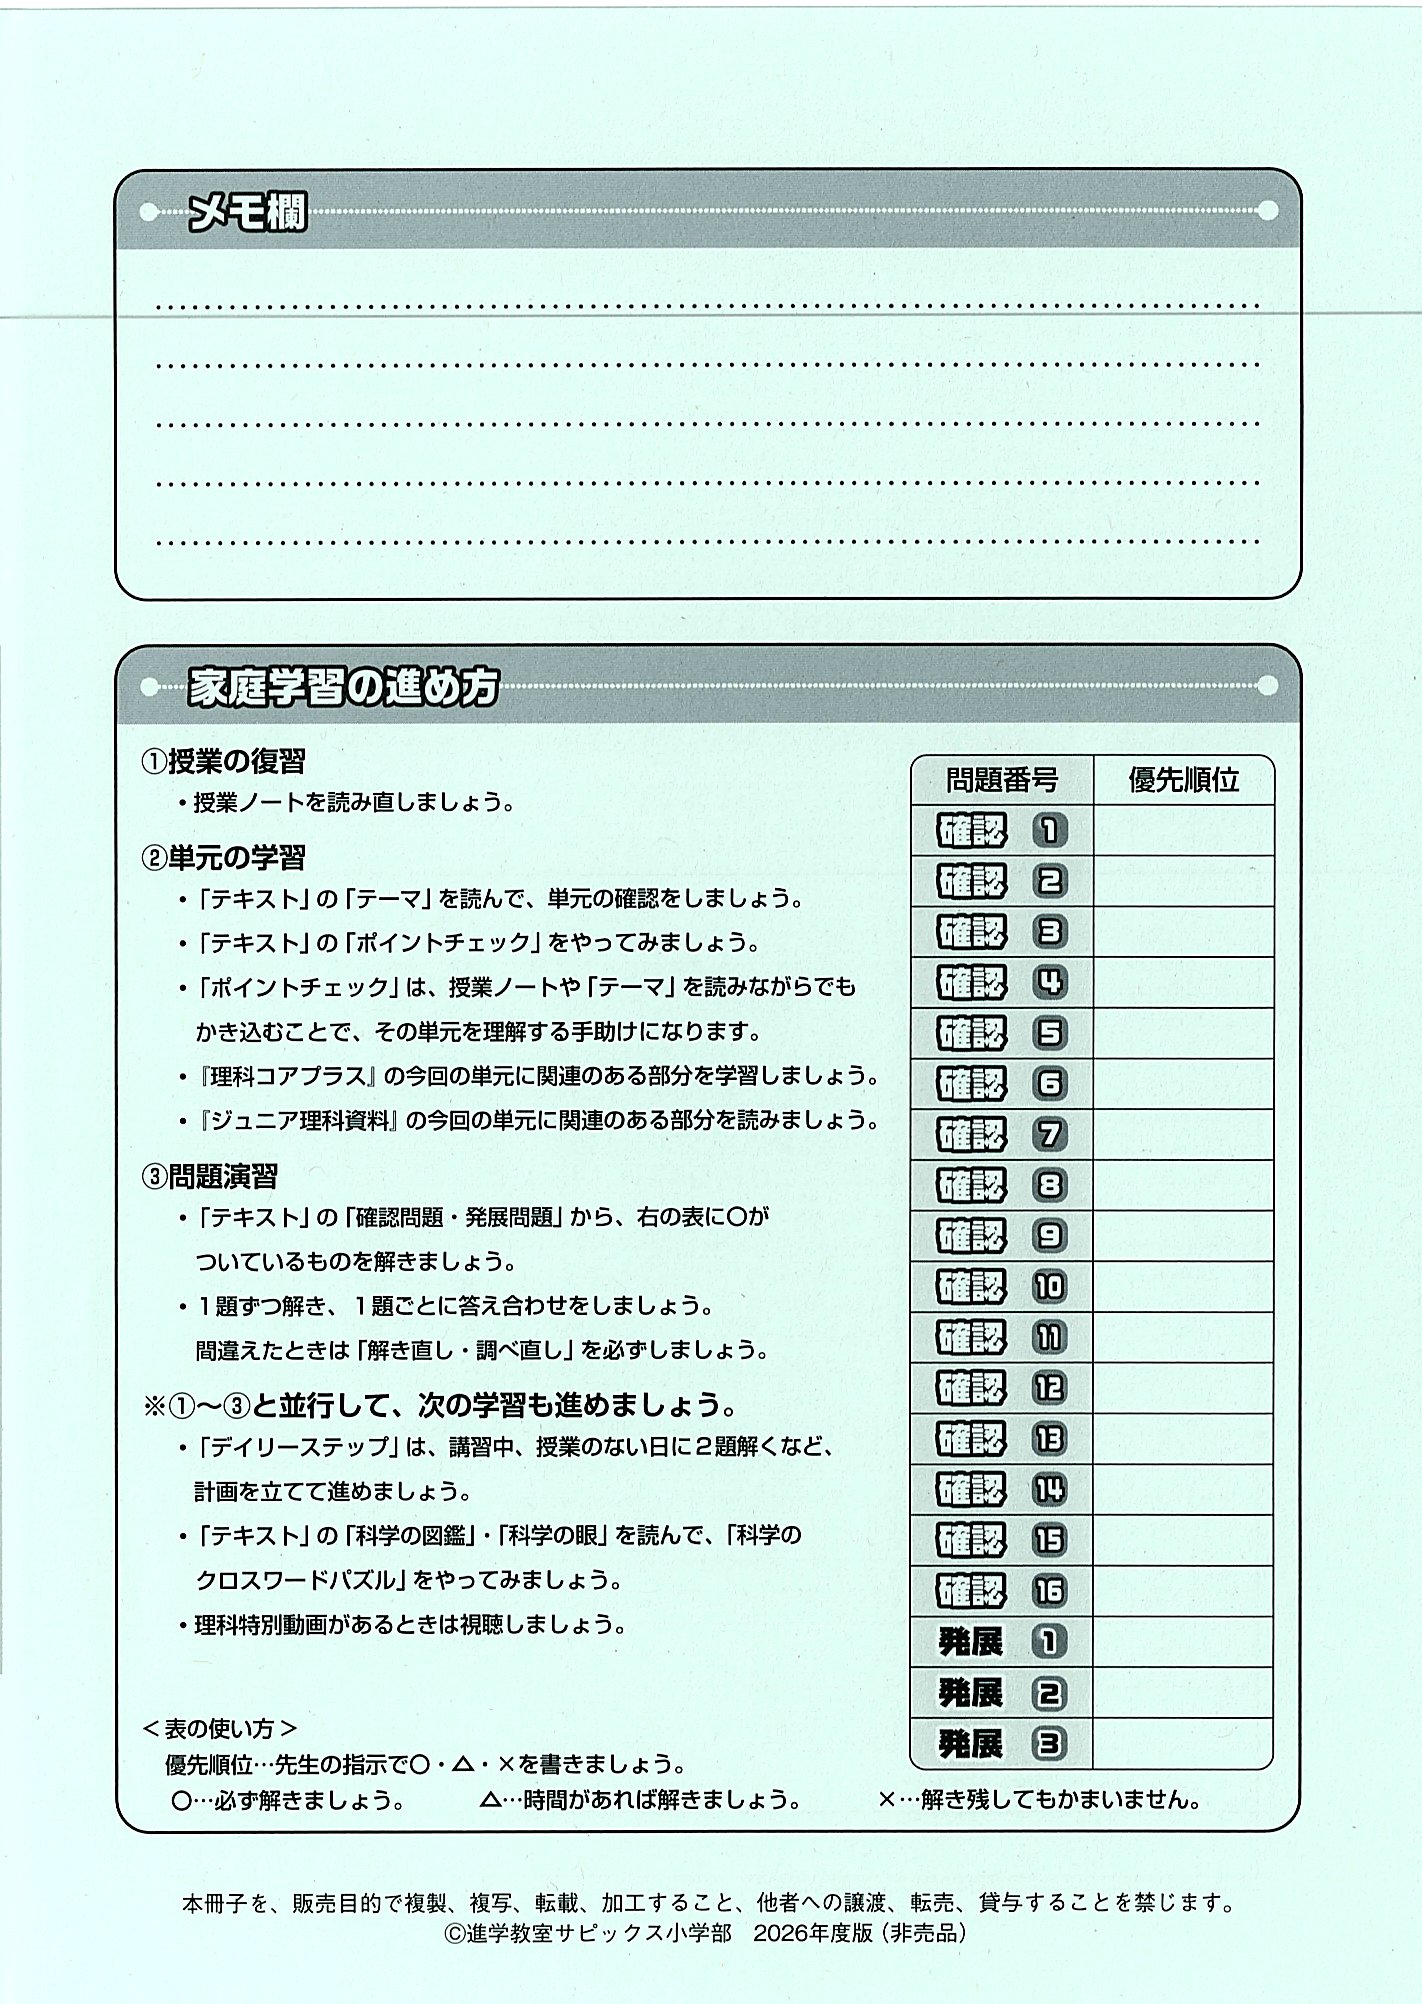 メモ欄
家庭学習の進め方
①授業の復習
・授業ノートを読み直しましょう。
②単元の学習
・「テキスト」の「テーマ」を読んで、単元の確認をしましょう。
・「テキスト」の「ポイントチェック」をやってみましょう。
・「ポイントチェック」は、授業ノートや「テーマ」を読みながらでも
かき込むことで、その単元を理解する手助けになります。
・『理科コアプラス』の今回の単元に関連のある部分を学習しましょう。
・『ジュニア理科資料』の今回の単元に関連のある部分を読みましょう。
③問題演習
・「テキスト」の「確認問題・発展問題」から、右の表に〇が
ついているものを解きましょう。
・１題ずつ解き、１題ごとに答え合わせをしましょう。
間違えたときは「解き直し・調べ直し」を必ずしましょう。
※①〜③と並行して、次の学習も進めましょう。
・「デイリーステップ」は、講習中、授業のない日に２題解くなど、
計画を立てて進めましょう。
・「テキスト」の「科学の図鑑」・「科学の眼」を読んで、「科学の
クロスワードパズル」をやってみましょう。
・理科特別動画があるときは視聴しましょう。
問題番号 優先順位
確認 1
確認 2
確認 3
確認 4
確認 5
確認 6
確認 7
確認 8
確認 9
確認 10
確認 11
確認 12
確認 13
確認 14
確認 15
確認 16
発展 1
発展 2
発展 3
＜表の使い方＞
優先順位…先生の指示で〇・△・×を書きましょう。
〇…必ず解きましょう。 △…時間があれば解きましょう。 ×…解き残してもかまいません。
本冊子を、販売目的で複製、複写、転載、加工すること、他者への譲渡、転売、貸与することを禁じます。
©進学教室サピックス小学部 2026年度版（非売品）